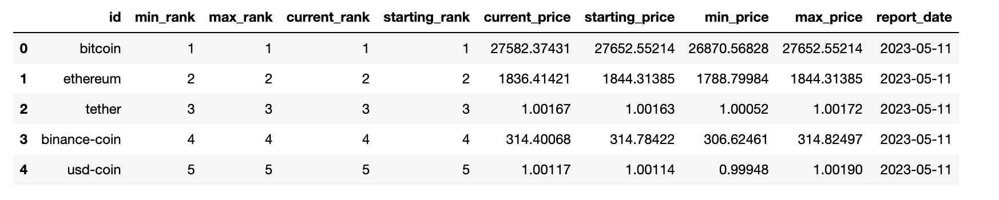 id min_rank max_rank current_rank starting_rank current_price starting_price min_price max_price report_date
0 bitcoin 1 1 1 1 27582.37431 27652.55214 26870.56828 27652.55214 2023-05-11
1 ethereum 2 2 2 2 1836.41421 1844.31385 1788.79984 1844.31385 2023-05-11
2 tether 3 3 3 3 1.00167 1.00163 1.00052 1.00172 2023-05-11
3 binance-coin 4 4 4 4 314.40068 314.78422 306.62461 314.82497 2023-05-11
4 usd-coin 5 5 5 5 1.00117 1.00114 0.99948 1.00190 2023-05-11